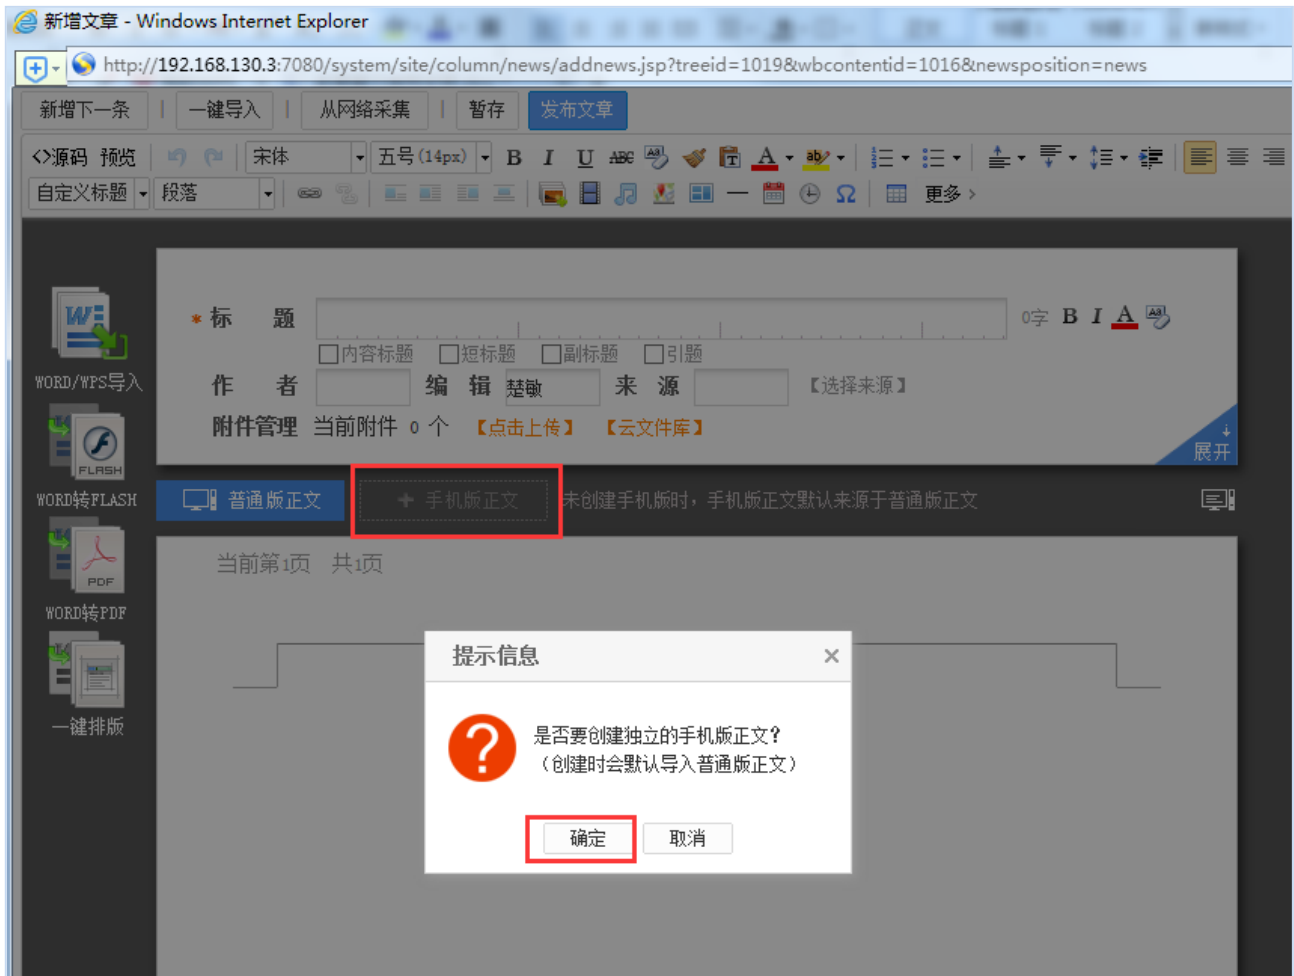 新增文章 - Windows Internet Explorer
http://192.168.130.3:7080/system/site/column/news/addnews.jsp?treeid=1019&wbcontentid=1016&newsposition=news
新增下一条 | 一键导入 | 从网络采集 | 暂存 发布文章
<>源码 预览 宋体 五号(14px) B I U ABC A ab
自定义标题 段落 Ω 更多 ›
* 标 题 0字 B I A
内容标题 短标题 副标题 引题
作 者 编 辑 楚敏 来 源 【选择来源】
附件管理 当前附件 0 个 【点击上传】 【云文件库】
↓
展开
WORD/WPS导入
FLASH
WORD转FLASH
PDF
WORD转PDF
一键排版
普通版正文 + 手机版正文 未创建手机版时，手机版正文默认来源于普通版正文
当前第1页 共1页
提示信息 ×
是否要创建独立的手机版正文？
（创建时会默认导入普通版正文）
确定 取消